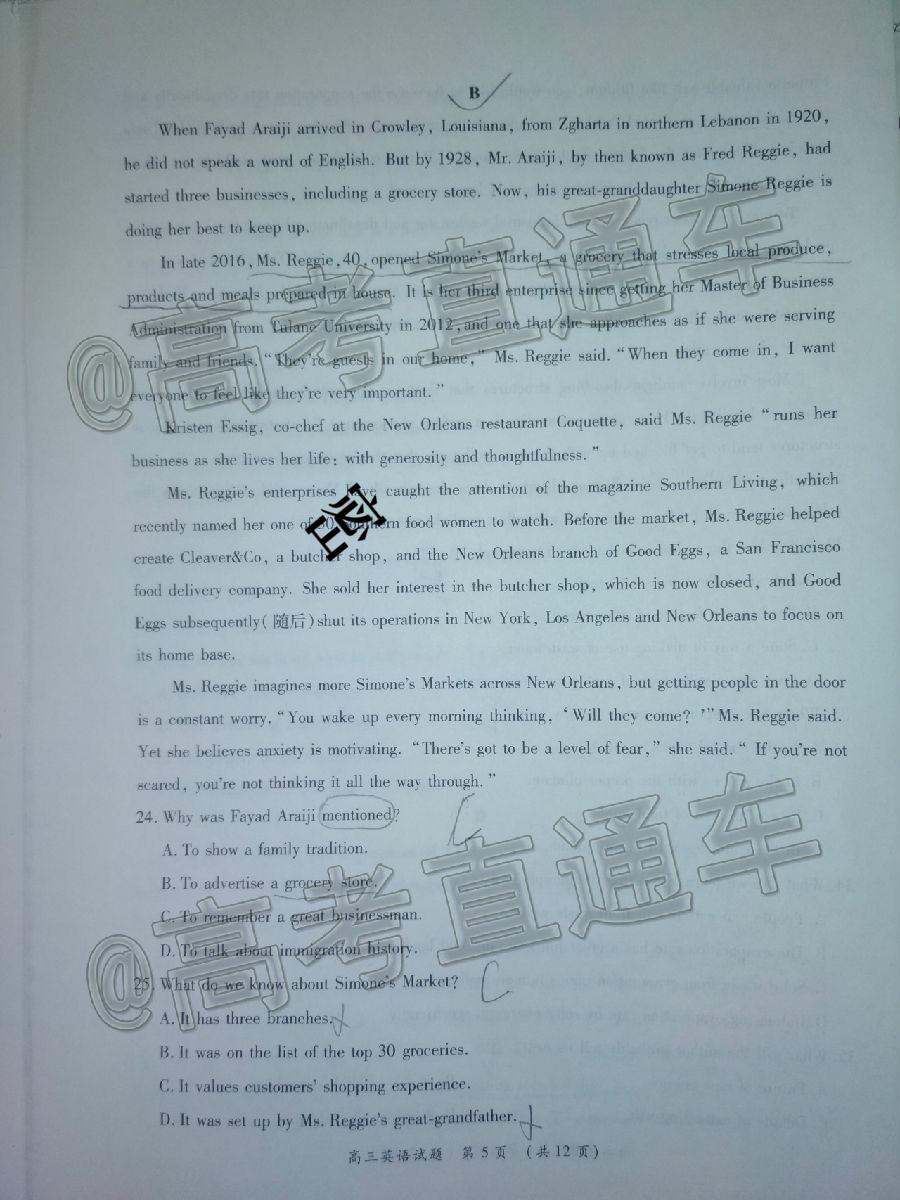 B
When Fayad Araiji arrived in Crowley, Louisiana, from Zgharta in northern Lebanon in 1920,
he did not speak a word of English. But by 1928, Mr. Araiji, by then known as Fred Reggie, had
started three businesses, including a grocery store. Now, his great-granddaughter Simone Reggie is
doing her best to keep up.
In late 2016, Ms. Reggie, 40, opened Simone's Market, a grocery that stresses local produce,
products and meals prepared in house. It is her third enterprise since getting her Master of Business
Administration from Tulane University in 2012, and one that she approaches as if she were serving
family and friends. "They're guests in our home," Ms. Reggie said. "When they come in, I want
everyone to feel like they're very important."
Kristen Essig, co-chef at the New Orleans restaurant Coquette, said Ms. Reggie "runs her
business as she lives her life: with generosity and thoughtfulness."
Ms. Reggie's enterprises have caught the attention of the magazine Southern Living, which
recently named her one of 30 southern food women to watch. Before the market, Ms. Reggie helped
create Cleaver&Co, a butcher shop, and the New Orleans branch of Good Eggs, a San Francisco
food delivery company. She sold her interest in the butcher shop, which is now closed, and Good
Eggs subsequently(随后)shut its operations in New York, Los Angeles and New Orleans to focus on
its home base.
Ms. Reggie imagines more Simone's Markets across New Orleans, but getting people in the door
is a constant worry. "You wake up every morning thinking, 'Will they come?'" Ms. Reggie said.
Yet she believes anxiety is motivating. "There's got to be a level of fear," she said. " If you're not
scared, you're not thinking it all the way through."
24. Why was Fayad Araiji mentioned? C
A. To show a family tradition.
B. To advertise a grocery store.
C. To remember a great businessman.
D. To talk about immigration history.
25. What do we know about Simone's Market? C
A. It has three branches.
B. It was on the list of the top 30 groceries.
C. It values customers' shopping experience.
D. It was set up by Ms. Reggie's great-grandfather.
高三英语试题 第5页 (共12页)
@高考直通车
@高考直通车
密